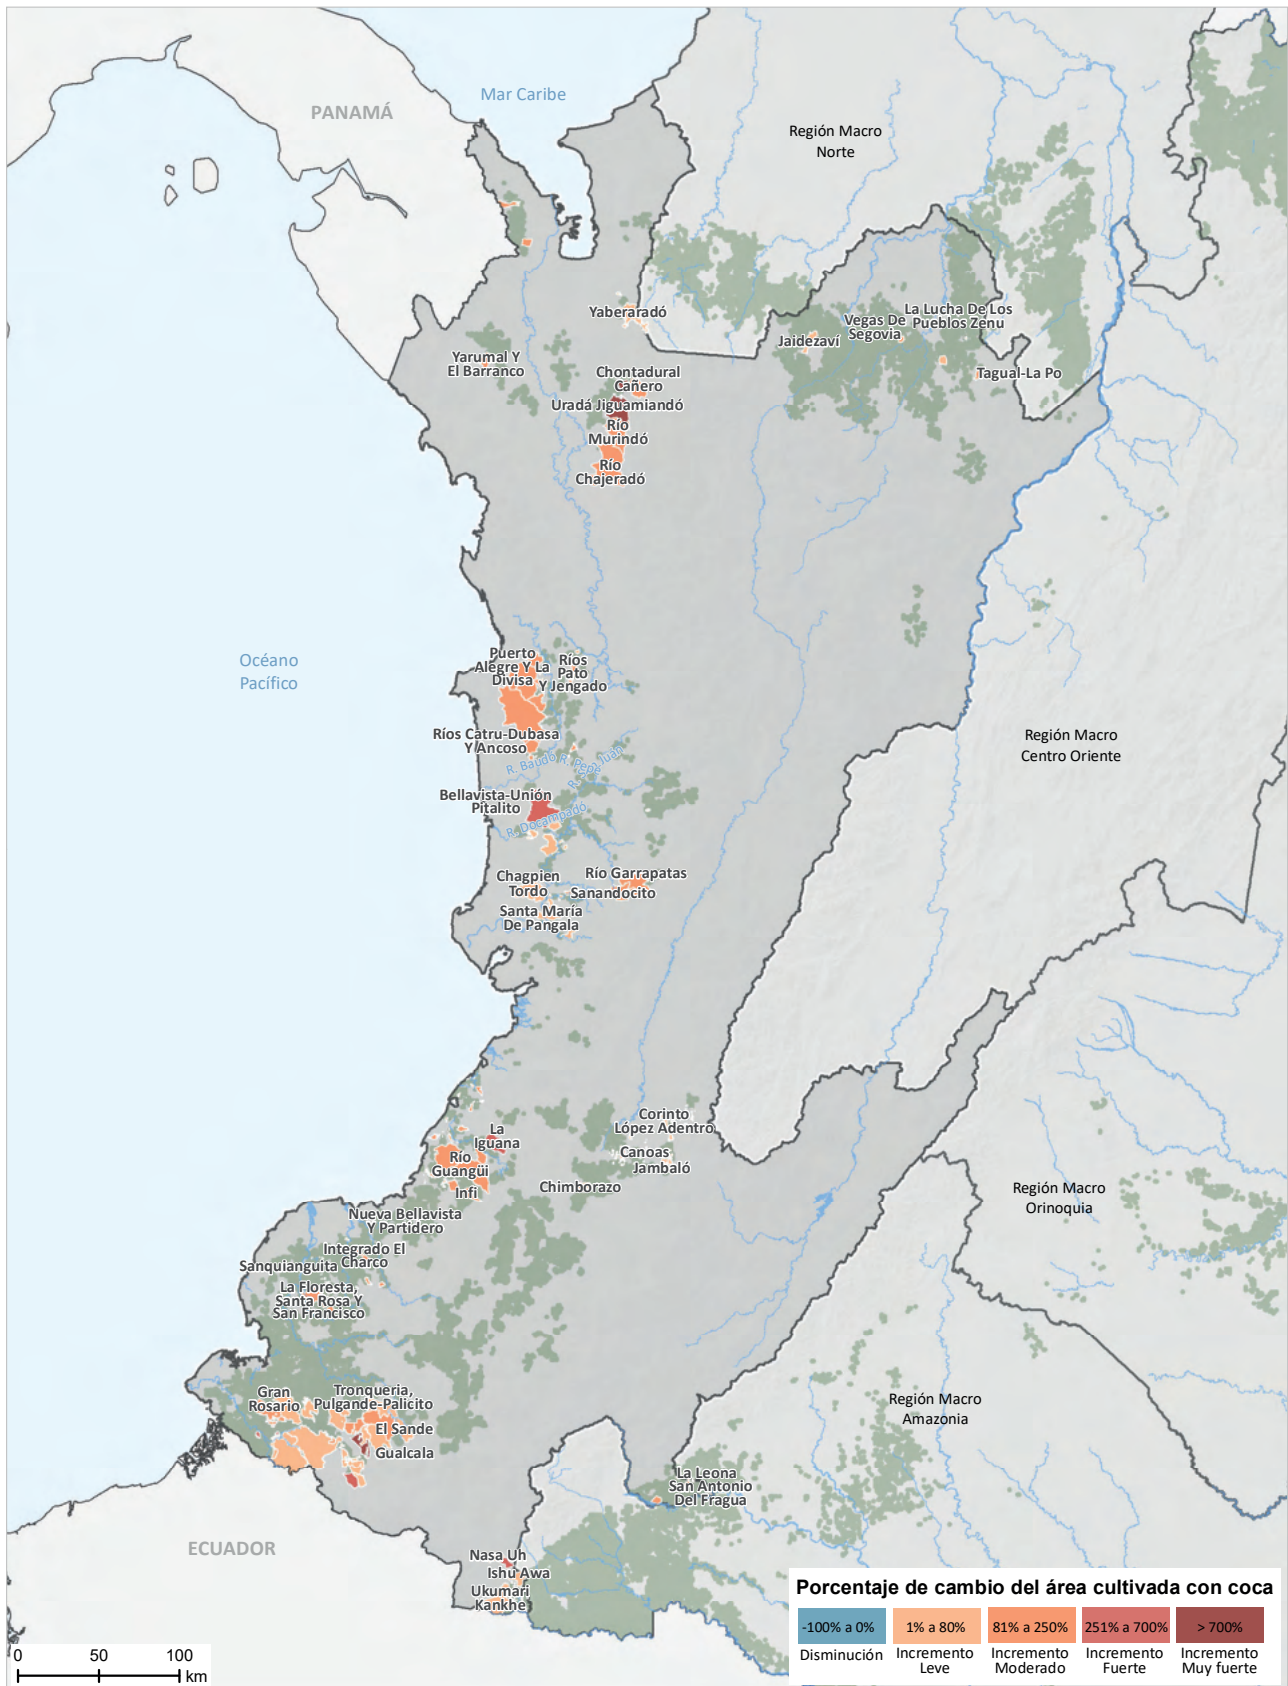 Mar Caribe
PANAMÁ
Región Macro
Norte
Yaberaradó
La Lucha De Los
Pueblos Zenu
Vegas De
Segovia
Jaidezaví
Yarumal Y
El Barranco
Tagual-La Po
Chontadural
Cañero
Uradá Jiguamiandó
Río
Murindó
Río
Chajeradó
Océano
Pacífico
Puerto
Alegre Y La
Divisa
Ríos
Pato
Y Jengado
Ríos Catru-Dubasa
Y Ancoso
R. Baudó
R. Pepe
R. San Juan
Región Macro
Centro Oriente
Bellavista-Unión
Pitalito
R. Docampadó
Chagpien
Tordo
Río Garrapatas
Sanandocito
Santa María
De Pangala
Corinto
López Adentro
La
Iguana
Canoas
Jambaló
Río
Guangüi
Infi
Chimborazo
Región Macro
Orinoquia
Nueva Bellavista
Y Partidero
Integrado El
Charco
Sanquianguita
La Floresta,
Santa Rosa Y
San Francisco
Gran
Rosario
Tronqueria,
Pulgande-Palicito
El Sande
Gualcala
Región Macro
Amazonia
La Leona
San Antonio
Del Fragua
ECUADOR
Nasa Uh
Ishu Awa
Ukumari
Kankhe
Porcentaje de cambio del área cultivada con coca
-100% a 0%
1% a 80%
81% a 250%
251% a 700%
> 700%
Disminución
Incremento
Leve
Incremento
Moderado
Incremento
Fuerte
Incremento
Muy fuerte
0 50 100
km